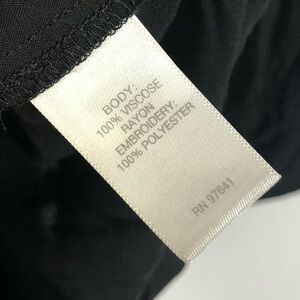 BODY:
100% VISCOSE
RAYON
EMBROIDERY:
100% POLYESTER
RN 97641